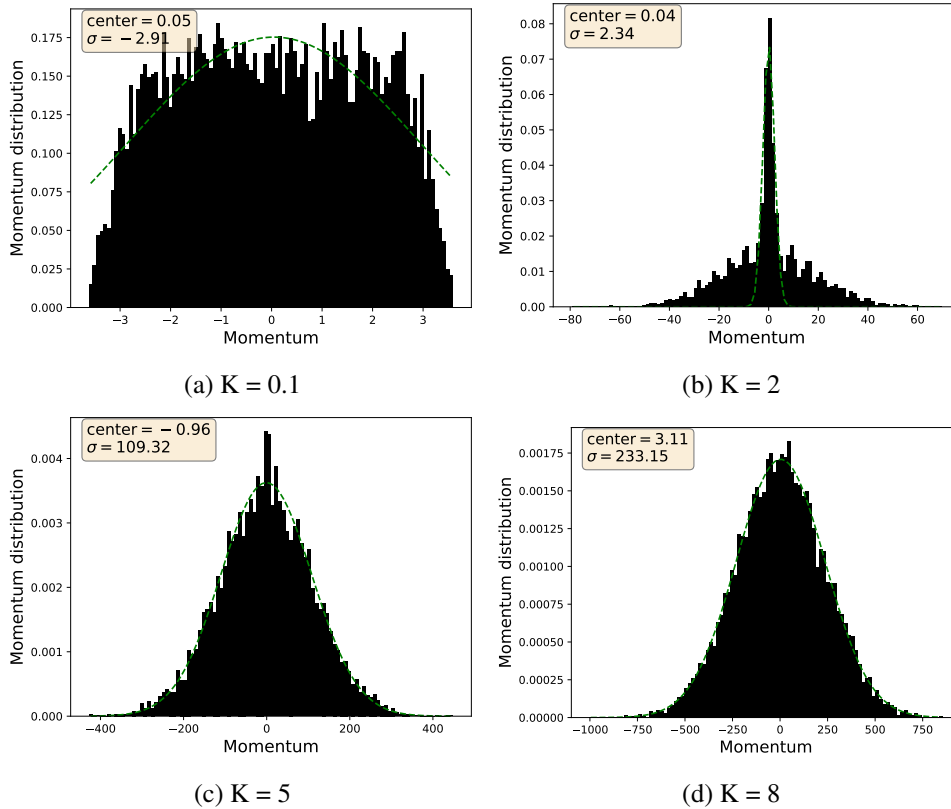 center = 0.05
σ = −2.91
0.175
0.150
0.125
0.100
0.075
0.050
0.025
0.000
Momentum distribution
−3 −2 −1 0 1 2 3
Momentum
(a) K = 0.1
center = 0.04
σ = 2.34
0.08
0.07
0.06
0.05
0.04
0.03
0.02
0.01
0.00
Momentum distribution
−80 −60 −40 −20 0 20 40 60
Momentum
(b) K = 2
center = − 0.96
σ = 109.32
0.004
0.003
0.002
0.001
0.000
Momentum distribution
−400 −200 0 200 400
Momentum
(c) K = 5
center = 3.11
σ = 233.15
0.00175
0.00150
0.00125
0.00100
0.00075
0.00050
0.00025
0.00000
Momentum distribution
−1000 −750 −500 −250 0 250 500 750
Momentum
(d) K = 8